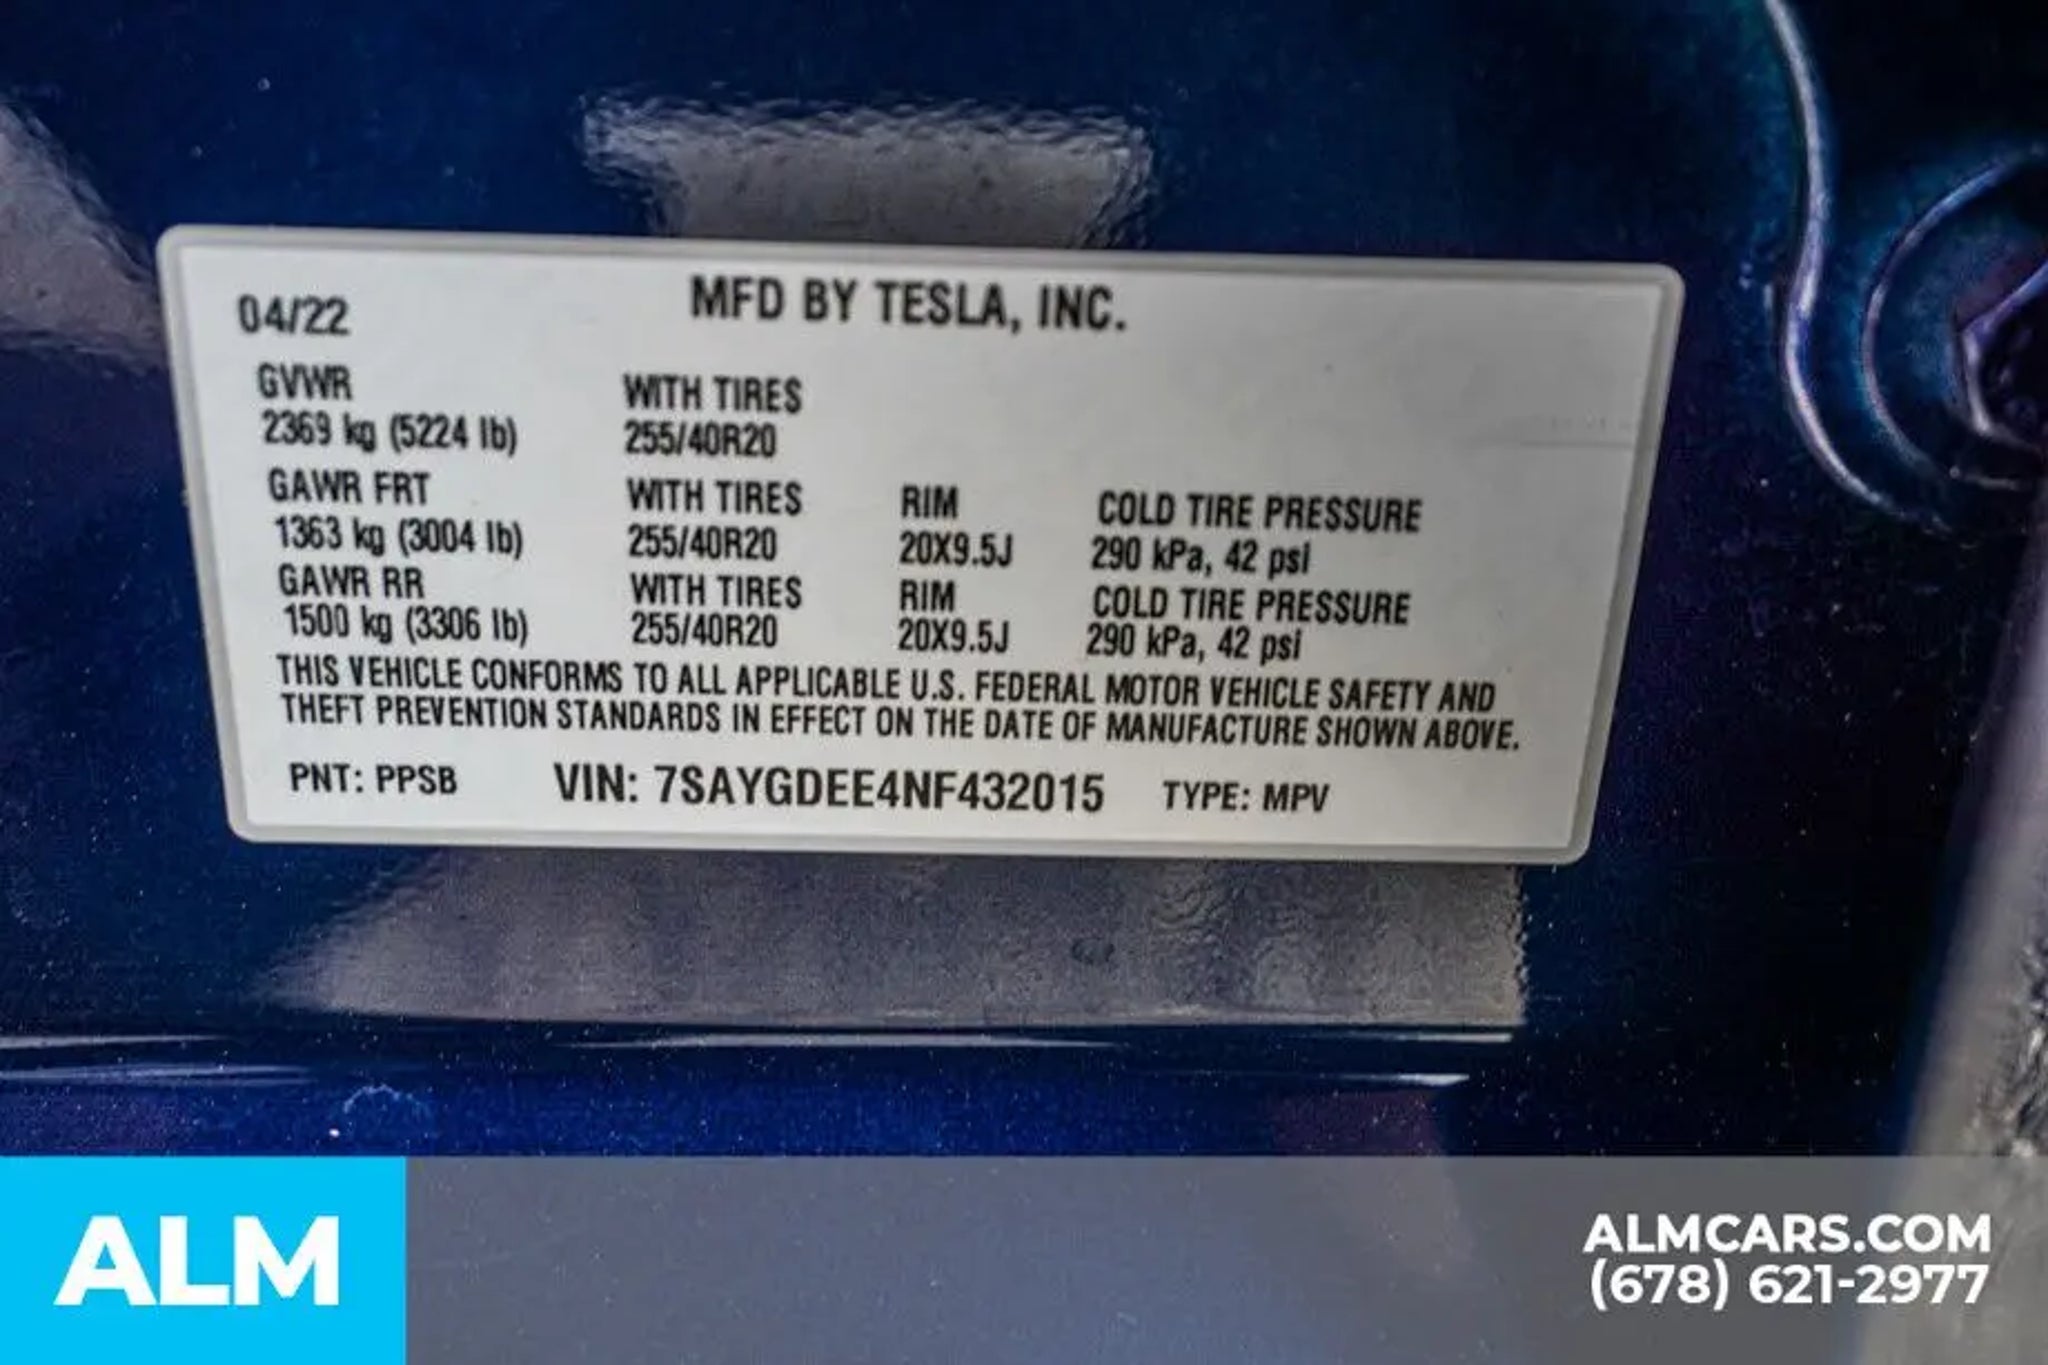 04/22 MFD BY TESLA, INC.
GVWR WITH TIRES
2369 kg (5224 lb) 255/40R20
GAWR FRT WITH TIRES RIM COLD TIRE PRESSURE
1363 kg (3004 lb) 255/40R20 20X9.5J 290 kPa, 42 psi
GAWR RR WITH TIRES RIM COLD TIRE PRESSURE
1500 kg (3306 lb) 255/40R20 20X9.5J 290 kPa, 42 psi
THIS VEHICLE CONFORMS TO ALL APPLICABLE U.S. FEDERAL MOTOR VEHICLE SAFETY AND
THEFT PREVENTION STANDARDS IN EFFECT ON THE DATE OF MANUFACTURE SHOWN ABOVE.
PNT: PPSB VIN: 7SAYGDEE4NF432015 TYPE: MPV
ALM
ALMCARS.COM
(678) 621-2977